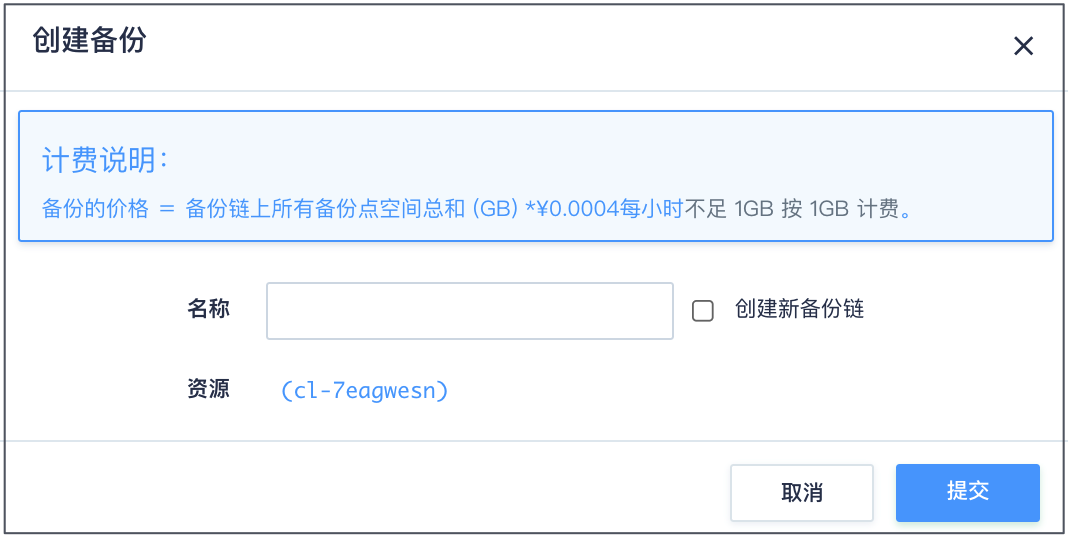 创建备份
计费说明：
备份的价格 = 备份链上所有备份点空间总和 (GB) *¥0.0004每小时不足 1GB 按 1GB 计费。
名称
创建新备份链
资源
(cl-7eagwesn)
取消
提交